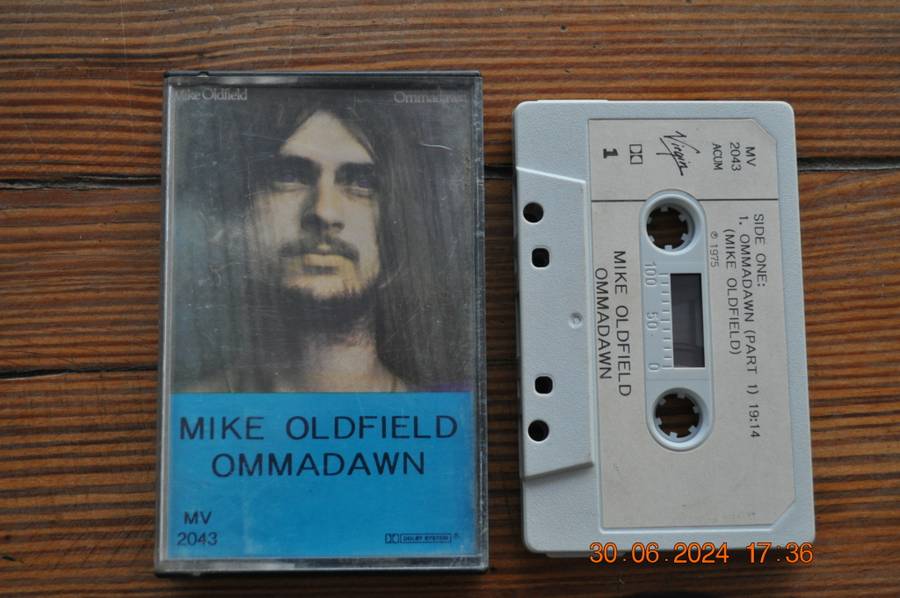 Mike Oldfield
Ommadawn
MIKE OLDFIELD
OMMADAWN
MV
2043
DOLBY SYSTEM
MV
2043
ACUM
Virgin
1
SIDE ONE:
1. OMMADAWN (PART 1) 19:14
(MIKE OLDFIELD)
℗ 1975
100 50 0
MIKE OLDFIELD
OMMADAWN
30.06.2024 17:36